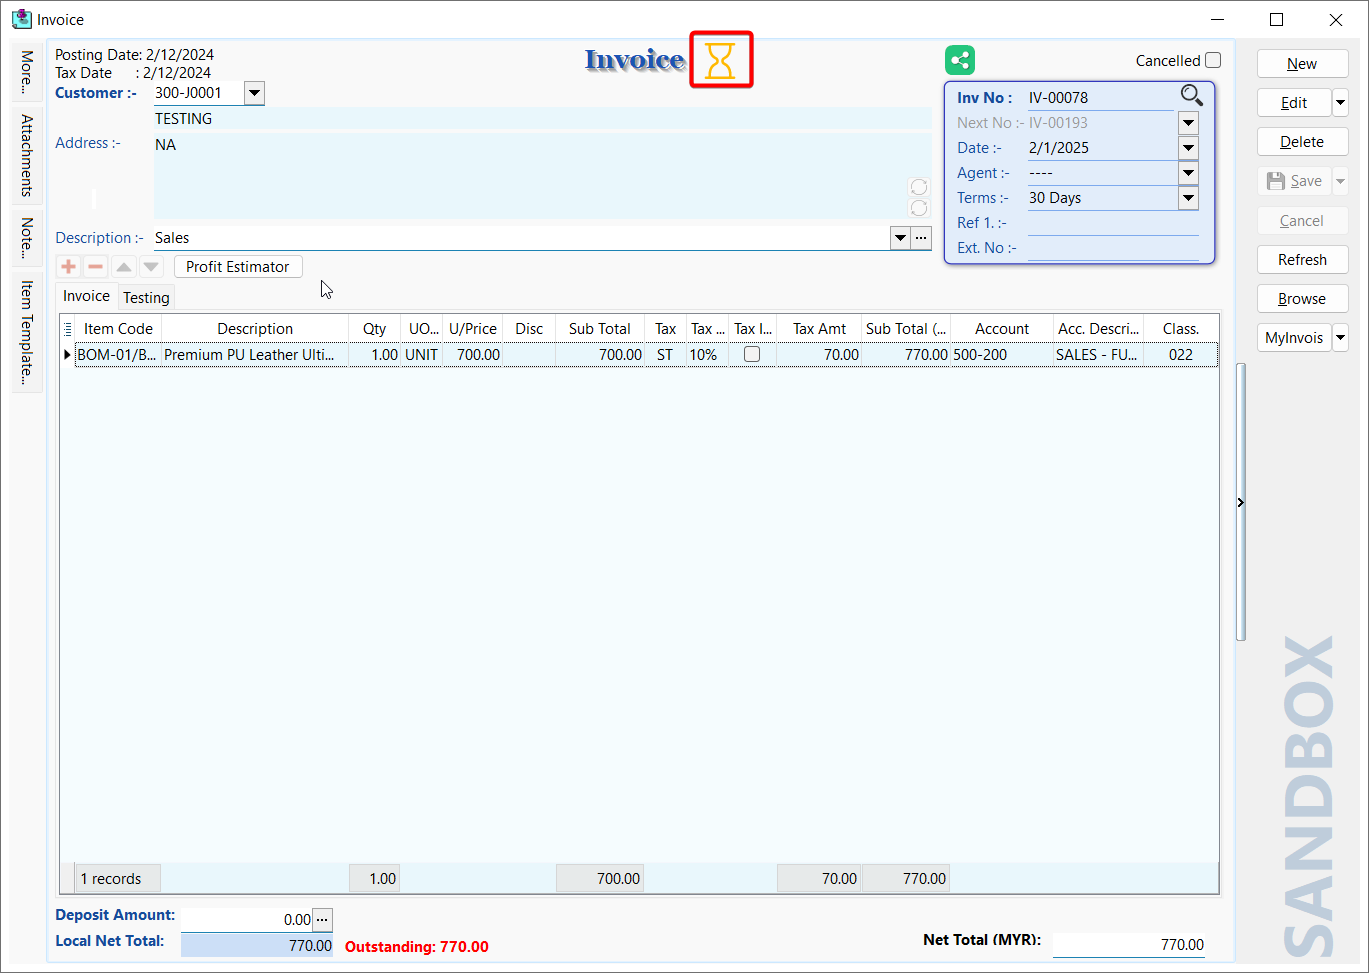 Invoice
More...
Attachments
Note...
Item Template...
Posting Date: 2/12/2024
Tax Date : 2/12/2024
Customer :- 300-J0001
TESTING
Address :- NA
Description :- Sales
Invoice
Cancelled
Inv No : IV-00078
Next No :- IV-00193
Date :- 2/1/2025
Agent :- ----
Terms :- 30 Days
Ref 1. :-
Ext. No :-
Profit Estimator
Invoice Testing
Item Code Description Qty UO... U/Price Disc Sub Total Tax Tax ... Tax I... Tax Amt Sub Total (... Account Acc. Descri... Class.
BOM-01/B... Premium PU Leather Ulti... 1.00 UNIT 700.00 700.00 ST 10% 70.00 770.00 500-200 SALES - FU... 022
1 records 1.00 700.00 70.00 770.00
Deposit Amount: 0.00 ...
Local Net Total: 770.00 Outstanding: 770.00
Net Total (MYR): 770.00
New
Edit
Delete
Save
Cancel
Refresh
Browse
MyInvois
SANDBOX